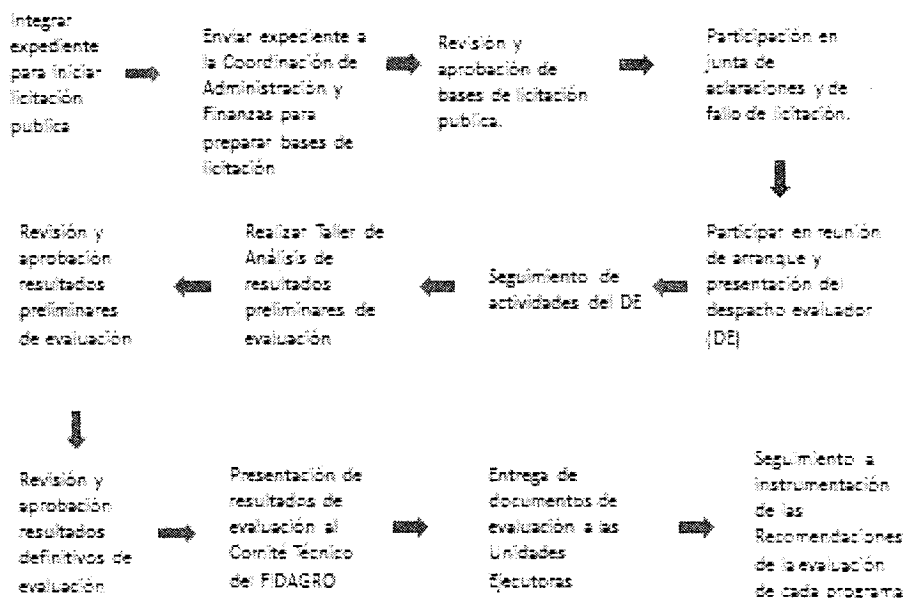 Integrar
expediente
para iniciar
licitación
publica
Enviar expediente a
la Coordinación de
Administración y
Finanzas para
preparar bases de
licitación
Revisión y
aprobación de
bases de licitación
publica.
Participación en
junta de
aclaraciones y de
fallo de licitación.
Participar en reunión
de arranque y
presentación del
despacho evaluador
(DE)
Seguimiento de
actividades del DE
Realizar Taller de
Análisis de
resultados
preliminares de
evaluación
Revisión y
aprobación
resultados
preliminares
de evaluación
Revisión y
aprobación
resultados
definitivos de
evaluación
Presentación de
resultados de
evaluación al
Comité Técnico
del FIDAGRO
Entrega de
documentos de
evaluación a las
Unidades
Ejecutoras
Seguimiento a
instrumentación
de las
Recomendaciones
de la evaluación
de cada programa